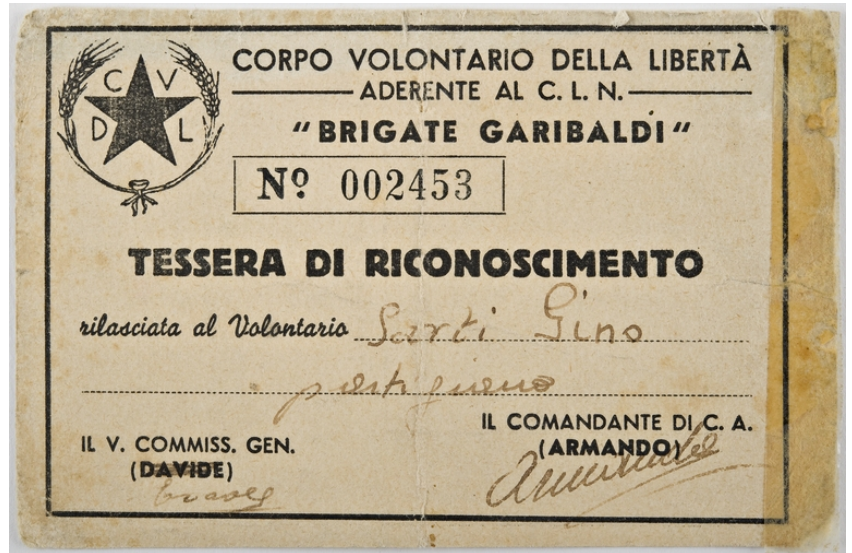 C V
D L
CORPO VOLONTARIO DELLA LIBERTÀ
ADERENTE AL C. L. N.
"BRIGATE GARIBALDI"
Nº 002453
TESSERA DI RICONOSCIMENTO
rilasciata al Volontario Sarti Gino
partigiano
IL V. COMMISS. GEN.
(DAVIDE)
IL COMANDANTE DI C. A.
(ARMANDO)